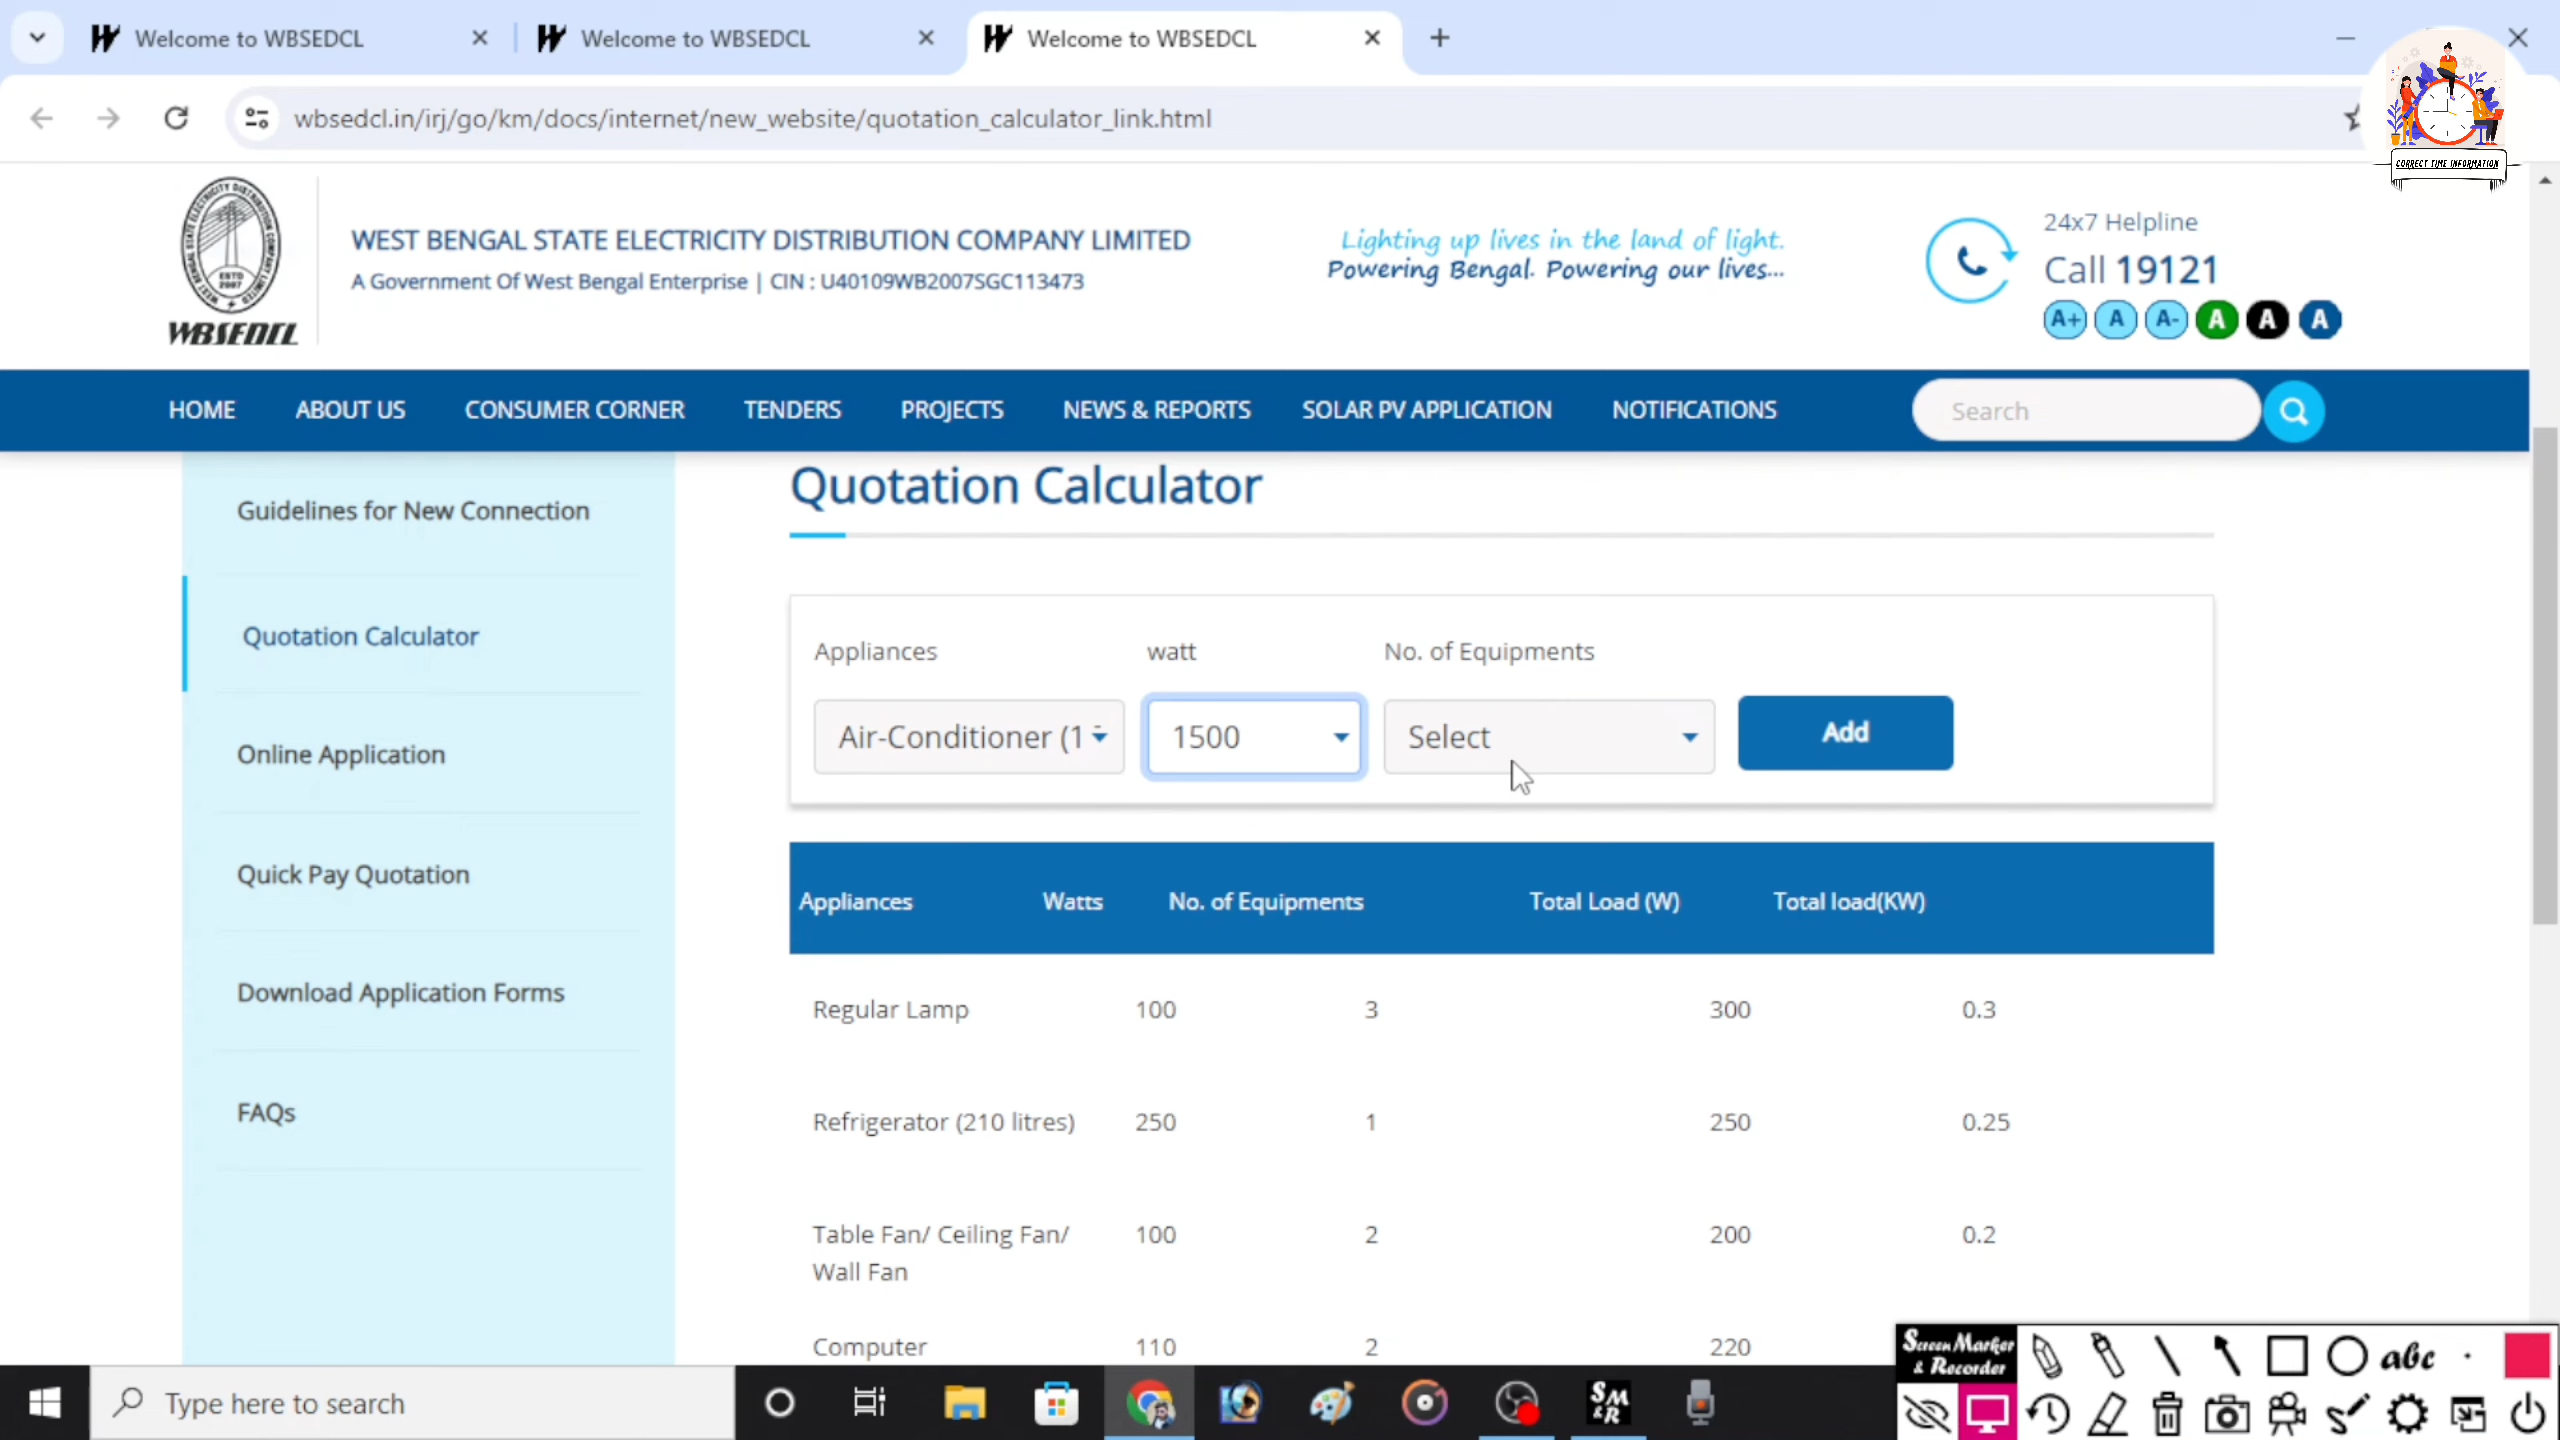 Welcome to WBSEDCL
Welcome to WBSEDCL
Welcome to WBSEDCL
wbsedcl.in/irj/go/km/docs/internet/new_website/quotation_calculator_link.html
CORRECT TIME INFORMATION
ESTD
2007
WBSEDCL
WEST BENGAL STATE ELECTRICITY DISTRIBUTION COMPANY LIMITED
A Government Of West Bengal Enterprise | CIN : U40109WB2007SGC113473
Lighting up lives in the land of light.
Powering Bengal. Powering our lives...
24x7 Helpline
Call 19121
A+ A A- A A A
HOME ABOUT US CONSUMER CORNER TENDERS PROJECTS NEWS & REPORTS SOLAR PV APPLICATION NOTIFICATIONS Search
Guidelines for New Connection
Quotation Calculator
Online Application
Quick Pay Quotation
Download Application Forms
FAQs
Quotation Calculator
Appliances watt No. of Equipments
Air-Conditioner (1 1500 Select Add
Appliances Watts No. of Equipments Total Load (W) Total load(KW)
Regular Lamp 100 3 300 0.3
Refrigerator (210 litres) 250 1 250 0.25
Table Fan/ Ceiling Fan/ 100 2 200 0.2
Wall Fan
Computer 110 2 220
Screen Marker
& Recorder
abc
Type here to search
SM
&R